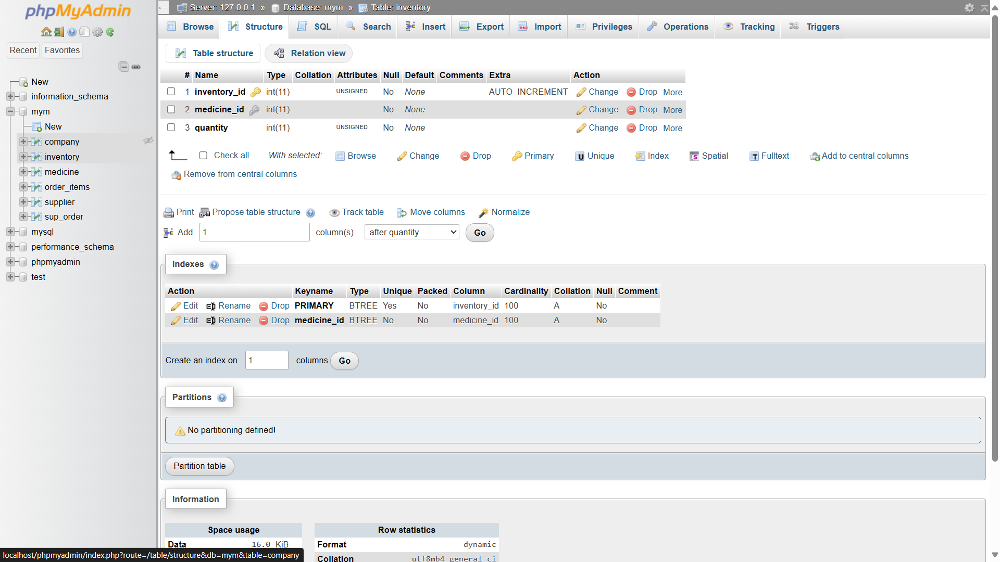 phpMyAdmin
Recent Favorites
New
information_schema
mym
New
company
inventory
medicine
order_items
supplier
sup_order
mysql
performance_schema
phpmyadmin
test
Server: 127.0.0.1 » Database: mym » Table: inventory
Browse Structure SQL Search Insert Export Import Privileges Operations Tracking Triggers
Table structure Relation view
# Name Type Collation Attributes Null Default Comments Extra Action
1 inventory_id int(11) UNSIGNED No None AUTO_INCREMENT Change Drop More
2 medicine_id int(11) No None Change Drop More
3 quantity int(11) UNSIGNED No None Change Drop More
Check all With selected: Browse Change Drop Primary Unique Index Spatial Fulltext Add to central columns
Remove from central columns
Print Propose table structure Track table Move columns Normalize
Add 1 column(s) after quantity Go
Indexes
Action Keyname Type Unique Packed Column Cardinality Collation Null Comment
Edit Rename Drop PRIMARY BTREE Yes No inventory_id 100 A No
Edit Rename Drop medicine_id BTREE No No medicine_id 100 A No
Create an index on 1 columns Go
Partitions
No partitioning defined!
Partition table
Information
Space usage
Data 16.0 KiB
Row statistics
Format dynamic
Collation utf8mb4_general_ci
localhost/phpmyadmin/index.php?route=/table/structure&db=mym&table=company